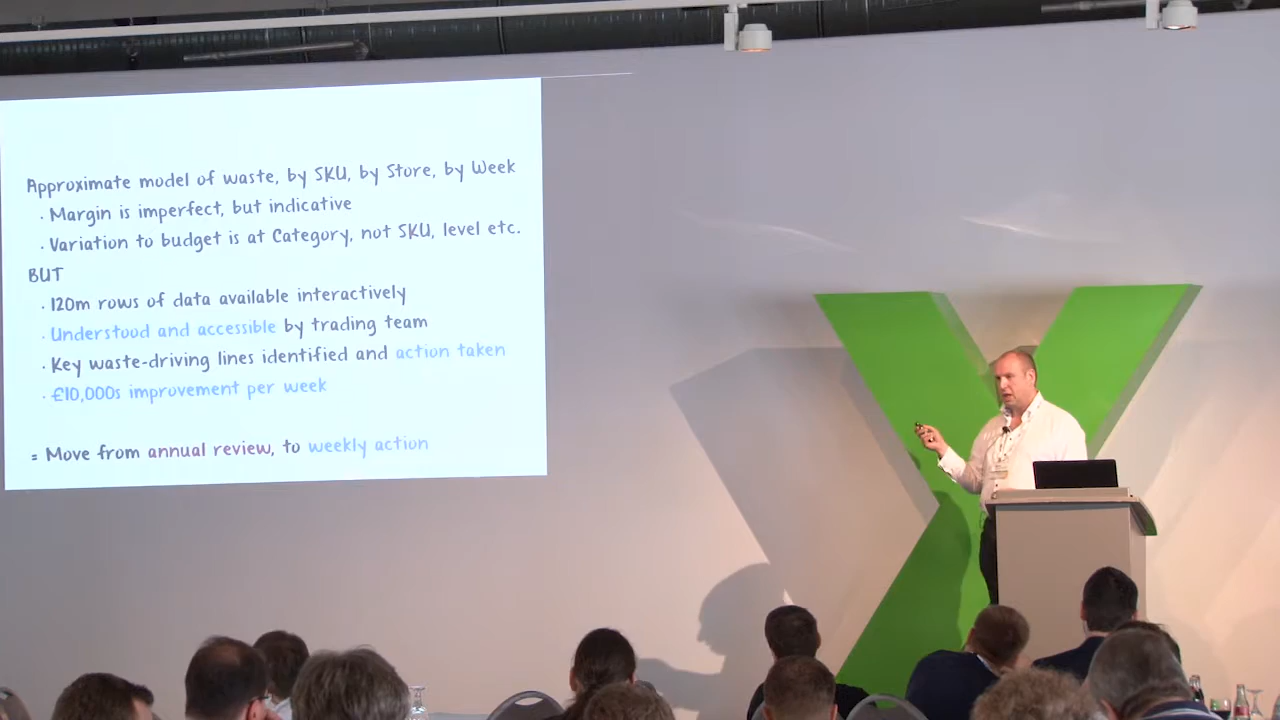 Approximate model of waste, by SKU, by Store, by Week
· Margin is imperfect, but indicative
· Variation to budget is at Category, not SKU, level etc.
BUT
· 120m rows of data available interactively
· Understood and accessible by trading team
· Key waste-driving lines identified and action taken
· £10,000s improvement per week
= Move from annual review, to weekly action
Y